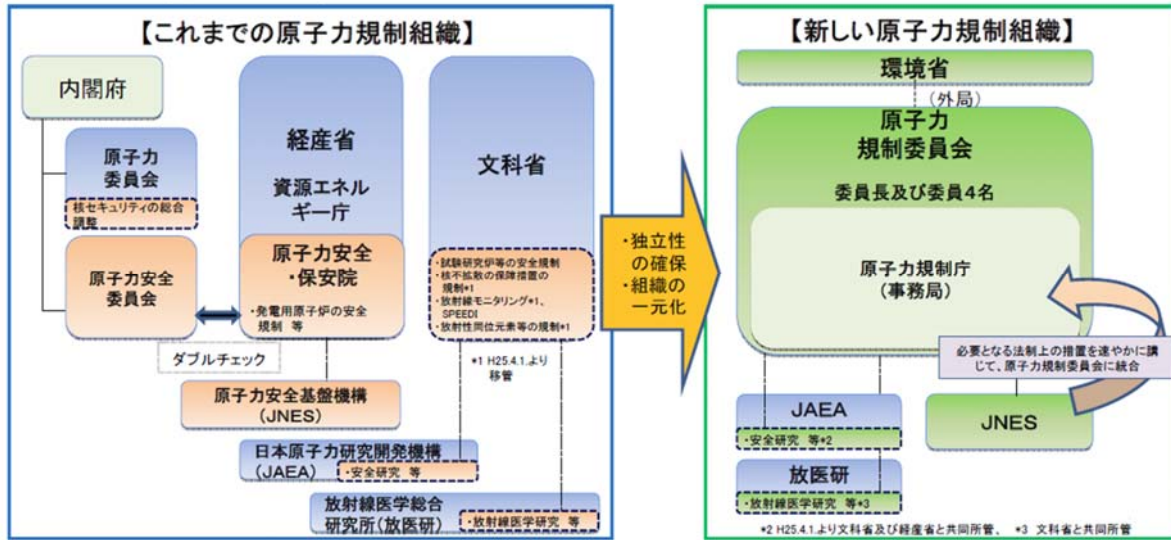 【これまでの原子力規制組織】
内閣府
原子力
委員会
核セキュリティの総合
調整
原子力安全
委員会
経産省
資源エネル
ギー庁
原子力安全
・保安院
・発電用原子炉の安全
規制 等
ダブルチェック
文科省
・試験研究炉等の安全規制
・核不拡散の保障措置の
規制*1
・放射線モニタリング*1、
SPEEDI
・放射性同位元素等の規制*1
*1 H25.4.1.より
移管
原子力安全基盤機構
(JNES)
日本原子力研究開発機構
(JAEA)
・安全研究 等
放射線医学総合
研究所(放医研)
・放射線医学研究 等
・独立性
の確保
・組織の
一元化
【新しい原子力規制組織】
環境省
(外局)
原子力
規制委員会
委員長及び委員4名
原子力規制庁
(事務局)
必要となる法制上の措置を速やかに講
じて、原子力規制委員会に統合
JAEA
・安全研究 等*2
JNES
放医研
・放射線医学研究 等*3
*2 H25.4.1.より文科省及び経産省と共同所管、 *3 文科省と共同所管